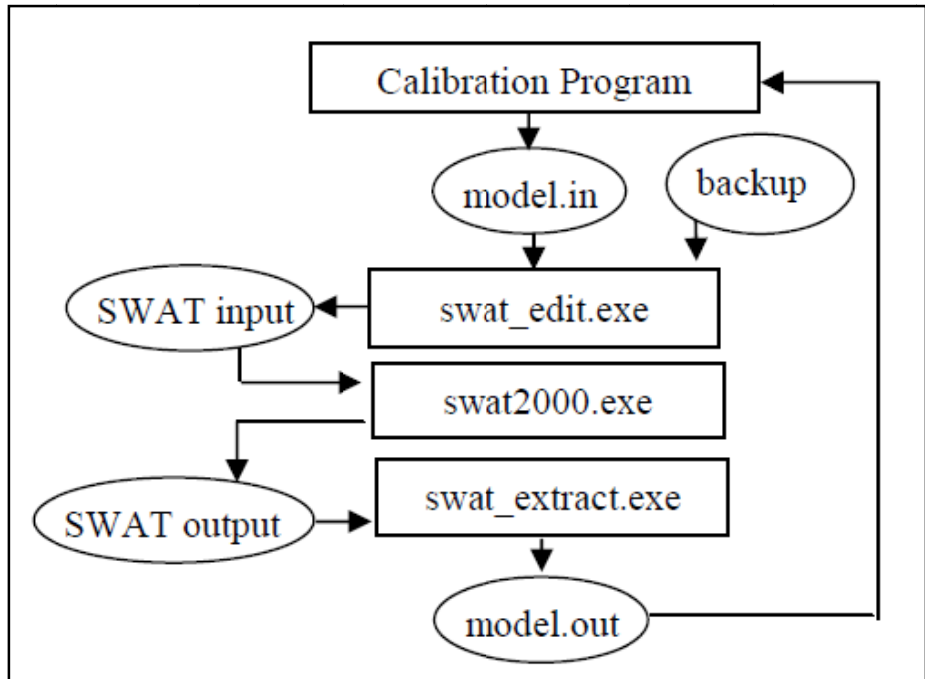 Calibration Program
model.in
backup
SWAT input
swat_edit.exe
swat2000.exe
SWAT output
swat_extract.exe
model.out